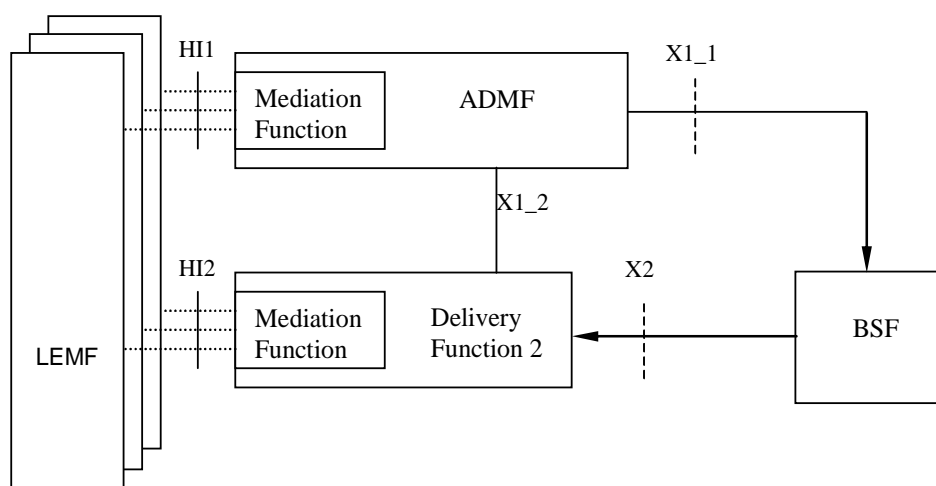 HI1
X1_1
Mediation
Function
ADMF
X1_2
HI2
X2
Mediation
Function
Delivery
Function 2
BSF
LEMF